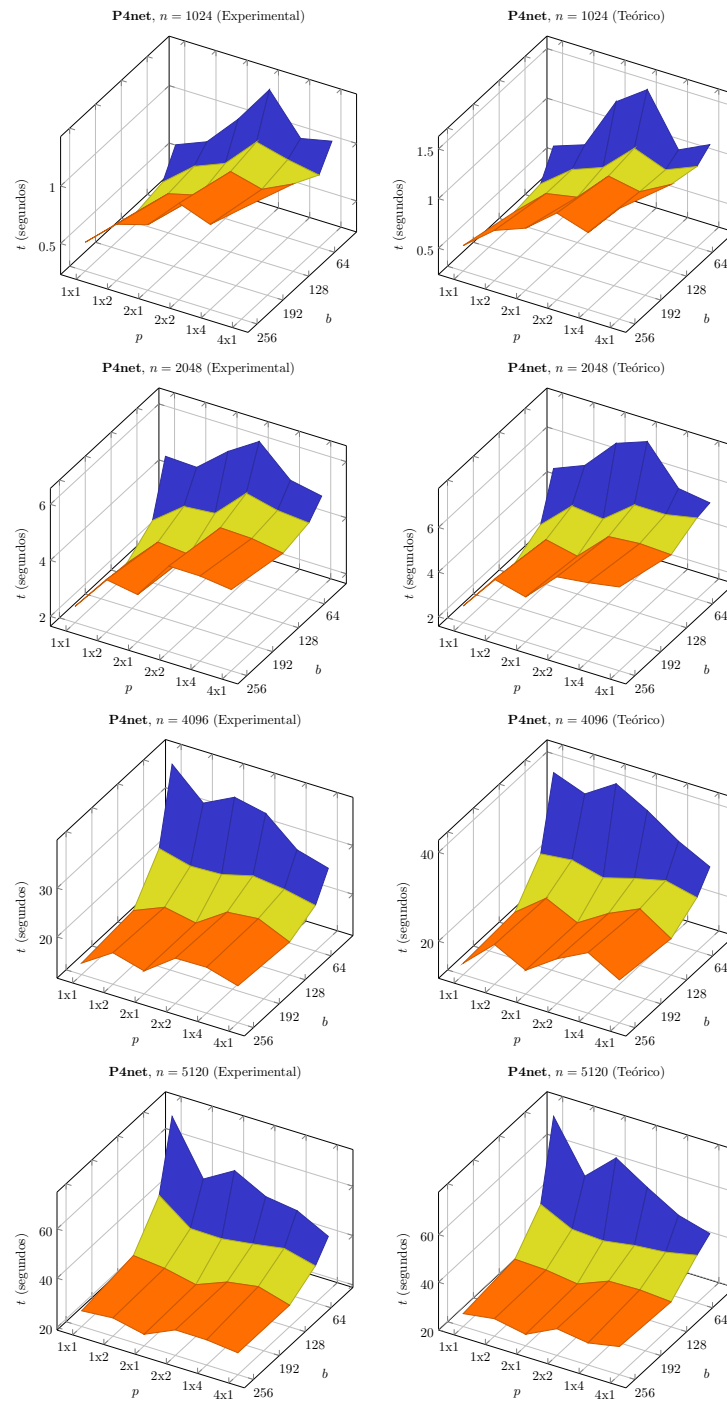 P4net, n = 1024 (Experimental)
1
0.5
t (segundos)
1x1
1x2
2x1
2x2
1x4
4x1
p
64
128
192
256
b
P4net, n = 1024 (Teórico)
1.5
1
0.5
t (segundos)
1x1
1x2
2x1
2x2
1x4
4x1
p
64
128
192
256
b
P4net, n = 2048 (Experimental)
6
4
2
t (segundos)
1x1
1x2
2x1
2x2
1x4
4x1
p
64
128
192
256
b
P4net, n = 2048 (Teórico)
6
4
2
t (segundos)
1x1
1x2
2x1
2x2
1x4
4x1
p
64
128
192
256
b
P4net, n = 4096 (Experimental)
30
20
t (segundos)
1x1
1x2
2x1
2x2
1x4
4x1
p
64
128
192
256
b
P4net, n = 4096 (Teórico)
40
20
t (segundos)
1x1
1x2
2x1
2x2
1x4
4x1
p
64
128
192
256
b
P4net, n = 5120 (Experimental)
60
40
20
t (segundos)
1x1
1x2
2x1
2x2
1x4
4x1
p
64
128
192
256
b
P4net, n = 5120 (Teórico)
60
40
20
t (segundos)
1x1
1x2
2x1
2x2
1x4
4x1
p
64
128
192
256
b